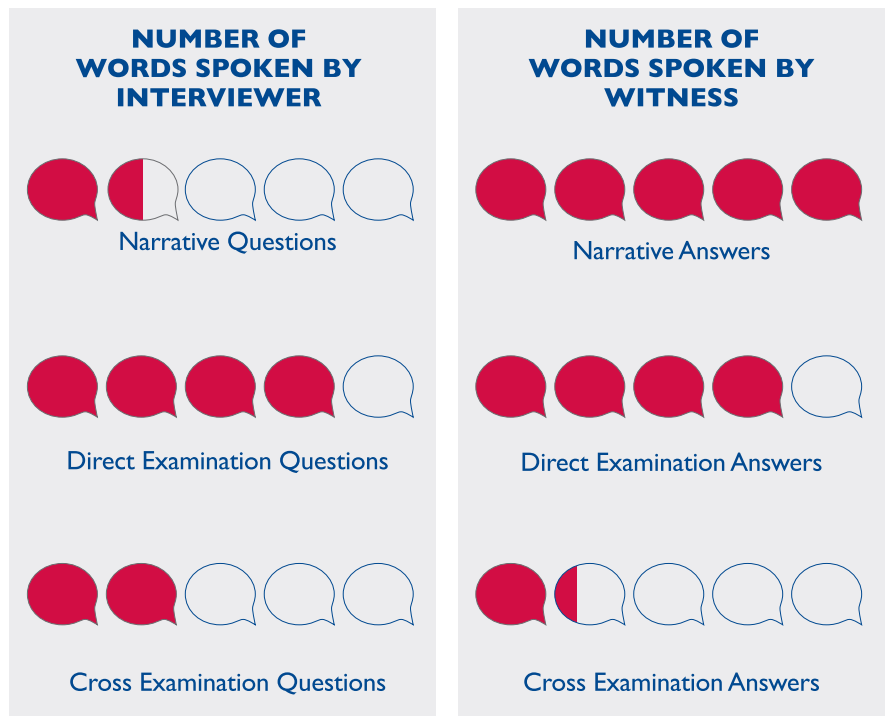 NUMBER OF
WORDS SPOKEN BY
INTERVIEWER
Narrative Questions
Direct Examination Questions
Cross Examination Questions
NUMBER OF
WORDS SPOKEN BY
WITNESS
Narrative Answers
Direct Examination Answers
Cross Examination Answers